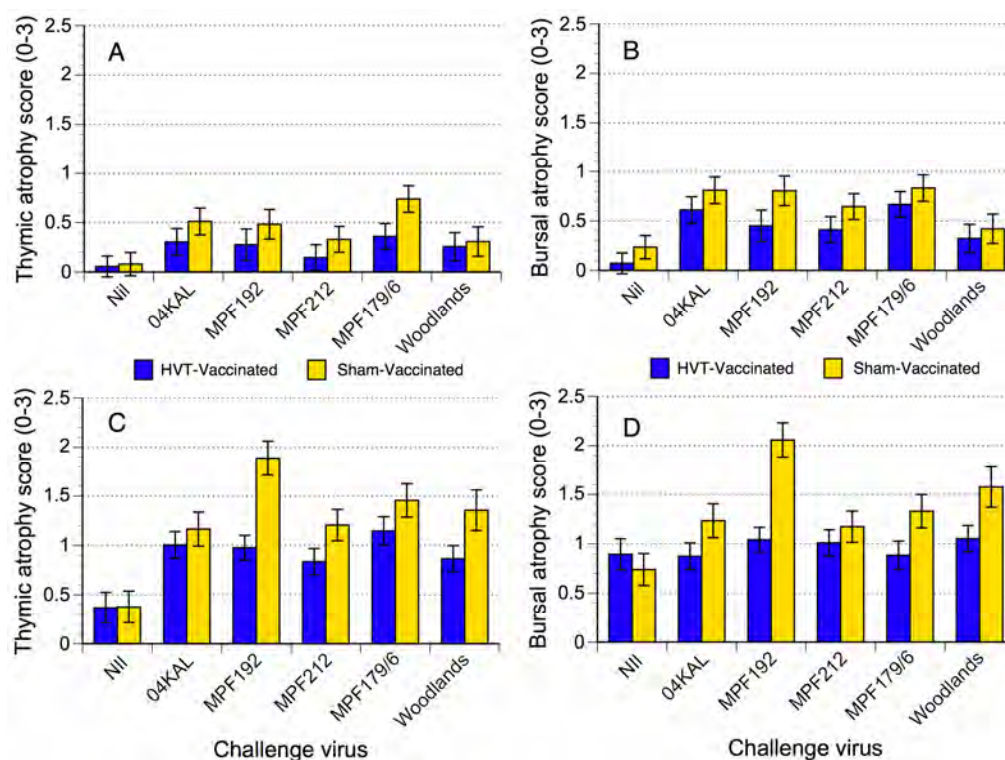 A
Thymic atrophy score (0-3)
2.5
2
1.5
1
0.5
0
Nil
04KAL
MPF192
MPF212
MPF179/6
Woodlands
HVT-Vaccinated
Sham-Vaccinated
B
Bursal atrophy score (0-3)
2.5
2
1.5
1
0.5
0
Nil
04KAL
MPF192
MPF212
MPF179/6
Woodlands
HVT-Vaccinated
Sham-Vaccinated
C
Thymic atrophy score (0-3)
2.5
2
1.5
1
0.5
0
Nil
04KAL
MPF192
MPF212
MPF179/6
Woodlands
Challenge virus
D
Bursal atrophy score (0-3)
2.5
2
1.5
1
0.5
0
Nil
04KAL
MPF192
MPF212
MPF179/6
Woodlands
Challenge virus